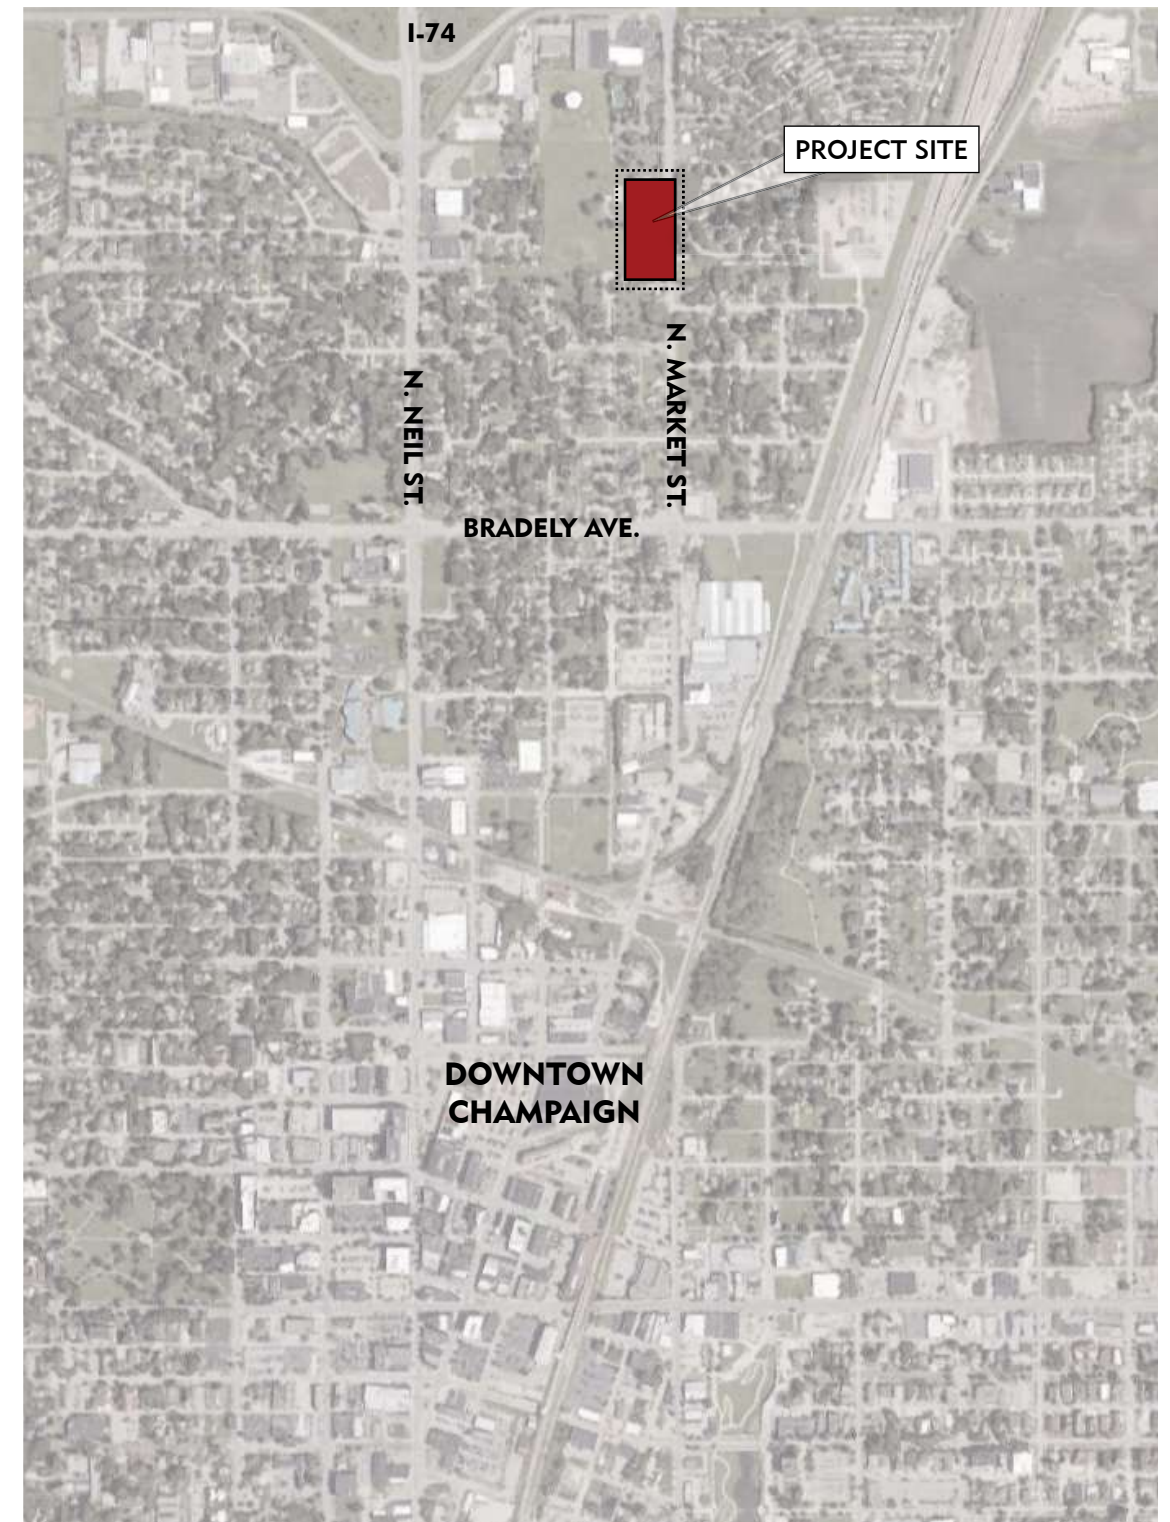 I-74
PROJECT SITE
N. MARKET ST.
N. NEIL ST.
BRADELY AVE.
DOWNTOWN
CHAMPAIGN